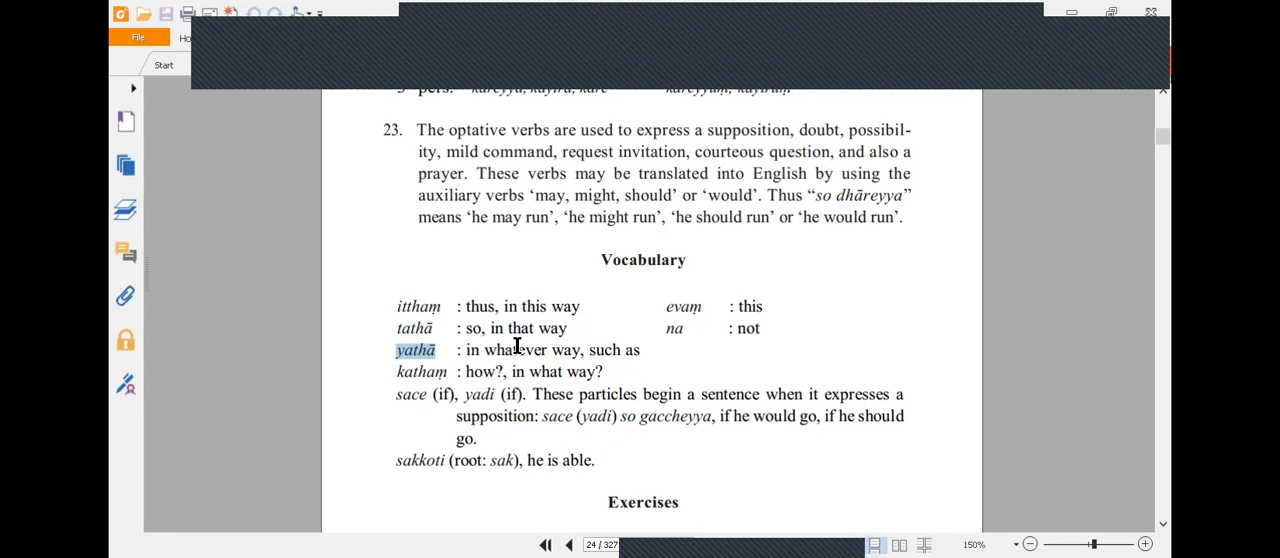 File
Start
23. The optative verbs are used to express a supposition, doubt, possibil-
ity, mild command, request invitation, courteous question, and also a
prayer. These verbs may be translated into English by using the
auxiliary verbs ‘may, might, should’ or ‘would’. Thus “so dhāreyya”
means ‘he may run’, ‘he might run’, ‘he should run’ or ‘he would run’.
Vocabulary
itthaṃ : thus, in this way evaṃ : this
tathā : so, in that way na : not
yathā : in whatever way, such as
kathaṃ : how?, in what way?
sace (if), yadi (if). These particles begin a sentence when it expresses a
supposition: sace (yadi) so gaccheyya, if he would go, if he should
go.
sakkoti (root: sak), he is able.
Exercises
24 / 327
150%